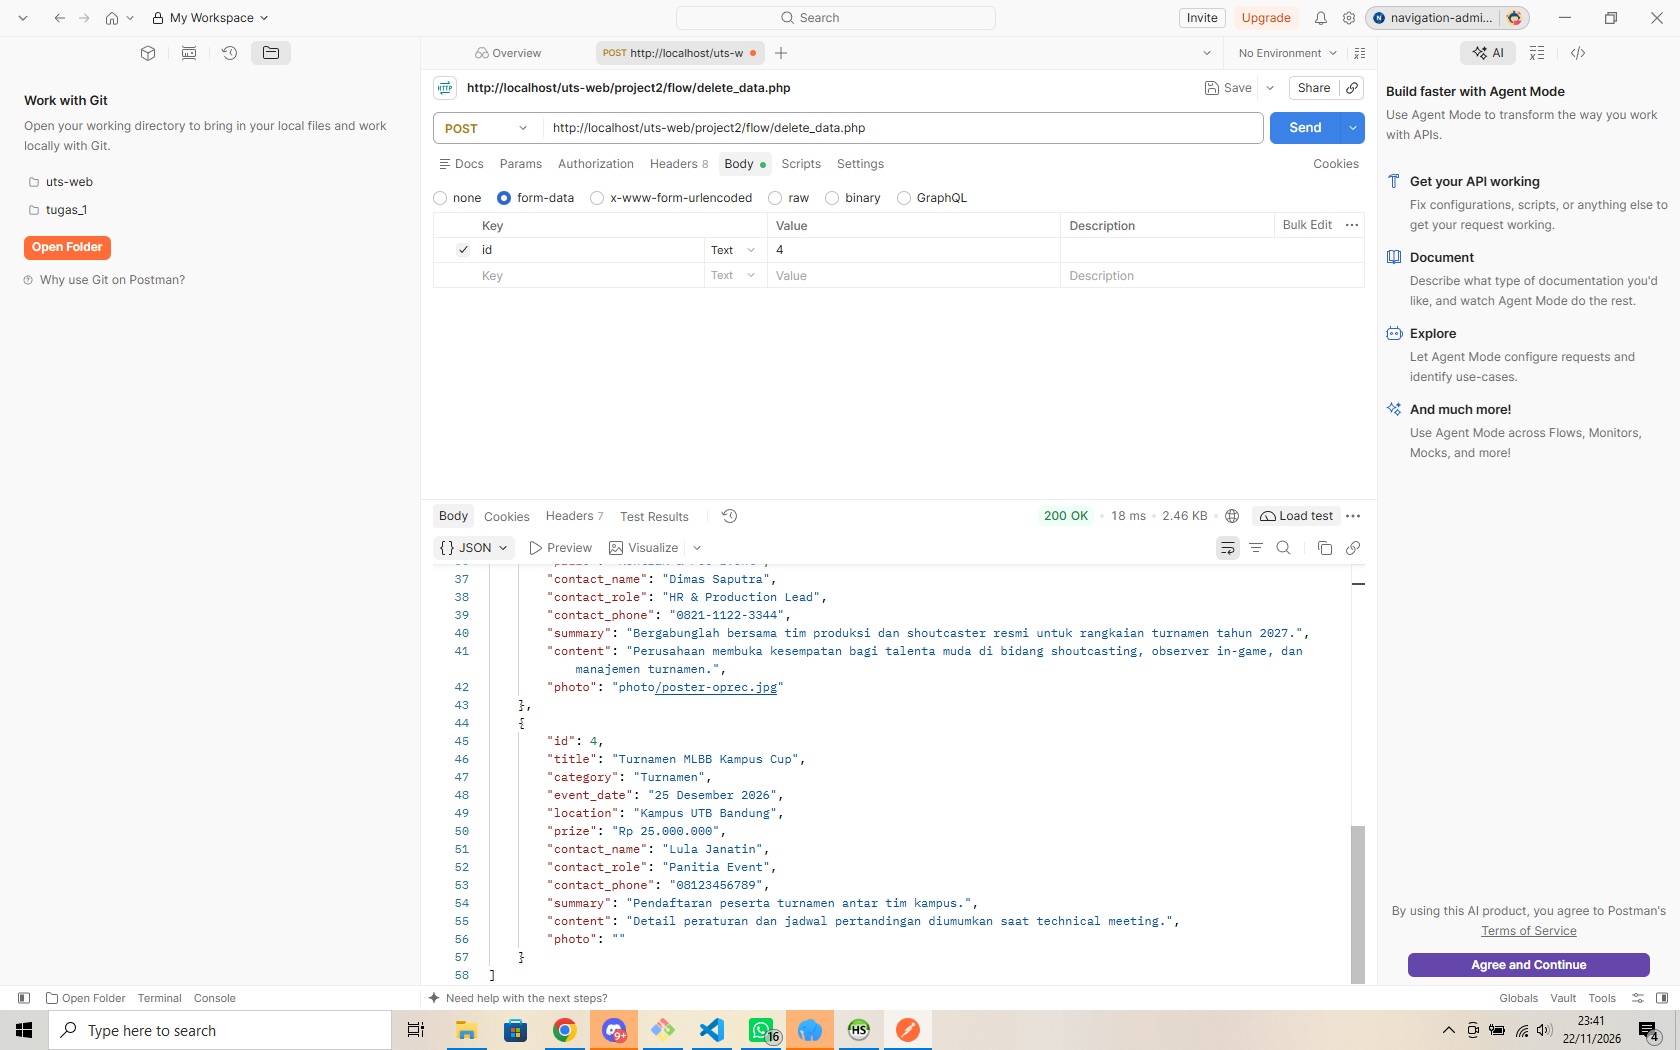 My Workspace
Search
Invite
Upgrade
navigation-admi...
Overview
POST http://localhost/uts-w
No Environment
AI
Work with Git
Open your working directory to bring in your local files and work
locally with Git.
uts-web
tugas_1
Open Folder
Why use Git on Postman?
HTTP
http://localhost/uts-web/project2/flow/delete_data.php
Save
Share
POST
http://localhost/uts-web/project2/flow/delete_data.php
Send
Docs
Params
Authorization
Headers 8
Body
Scripts
Settings
Cookies
none
form-data
x-www-form-urlencoded
raw
binary
GraphQL
Key
Value
Description
Bulk Edit
id
Text
4
Key
Text
Value
Description
Body
Cookies
Headers 7
Test Results
200 OK
18 ms
2.46 KB
Load test
{} JSON
Preview
Visualize
37 "contact_name": "Dimas Saputra",
38 "contact_role": "HR & Production Lead",
39 "contact_phone": "0821-1122-3344",
40 "summary": "Bergabunglah bersama tim produksi dan shoutcaster resmi untuk rangkaian turnamen tahun 2027.",
41 "content": "Perusahaan membuka kesempatan bagi talenta muda di bidang shoutcasting, observer in-game, dan
manajemen turnamen.",
42 "photo": "photo/poster-oprec.jpg"
43 },
44 {
45 "id": 4,
46 "title": "Turnamen MLBB Kampus Cup",
47 "category": "Turnamen",
48 "event_date": "25 Desember 2026",
49 "location": "Kampus UTB Bandung",
50 "prize": "Rp 25.000.000",
51 "contact_name": "Lula Janatin",
52 "contact_role": "Panitia Event",
53 "contact_phone": "08123456789",
54 "summary": "Pendaftaran peserta turnamen antar tim kampus.",
55 "content": "Detail peraturan dan jadwal pertandingan diumumkan saat technical meeting.",
56 "photo": ""
57 }
58 ]
Build faster with Agent Mode
Use Agent Mode to transform the way you work
with APIs.
Get your API working
Fix configurations, scripts, or anything else to
get your request working.
Document
Describe what type of documentation you'd
like, and watch Agent Mode do the rest.
Explore
Let Agent Mode configure requests and
identify use-cases.
And much more!
Use Agent Mode across Flows, Monitors,
Mocks, and more!
By using this AI product, you agree to Postman's
Terms of Service
Agree and Continue
Open Folder
Terminal
Console
Need help with the next steps?
Globals
Vault
Tools
Type here to search
9+
16
HS
23:41
22/11/2026
4